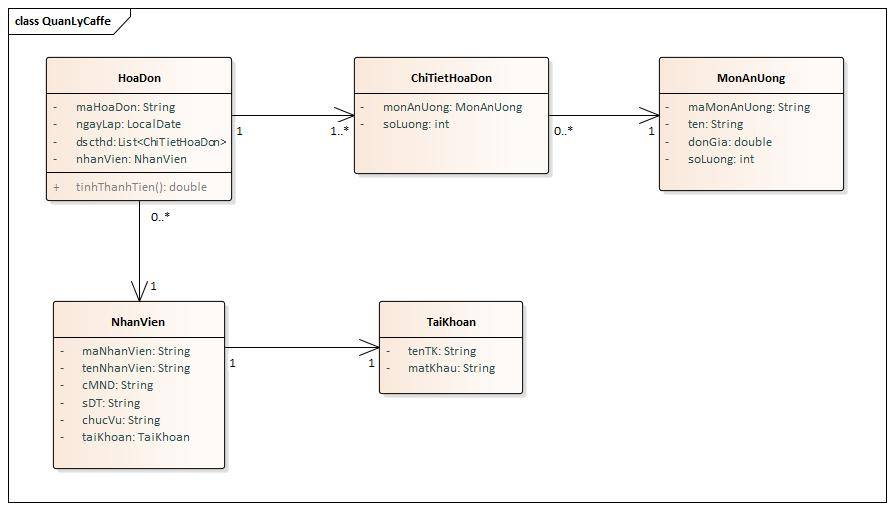 class QuanLyCaffe
HoaDon
- maHoaDon: String
- ngayLap: LocalDate
- dscthd: List<ChiTietHoaDon>
- nhanVien: NhanVien
+ tinhThanhTien(): double
1
1..*
ChiTietHoaDon
- monAnUong: MonAnUong
- soLuong: int
0..*
1
MonAnUong
- maMonAnUong: String
- ten: String
- donGia: double
- soLuong: int
0..*
1
NhanVien
- maNhanVien: String
- tenNhanVien: String
- cMND: String
- sDT: String
- chucVu: String
- taiKhoan: TaiKhoan
1
1
TaiKhoan
- tenTK: String
- matKhau: String